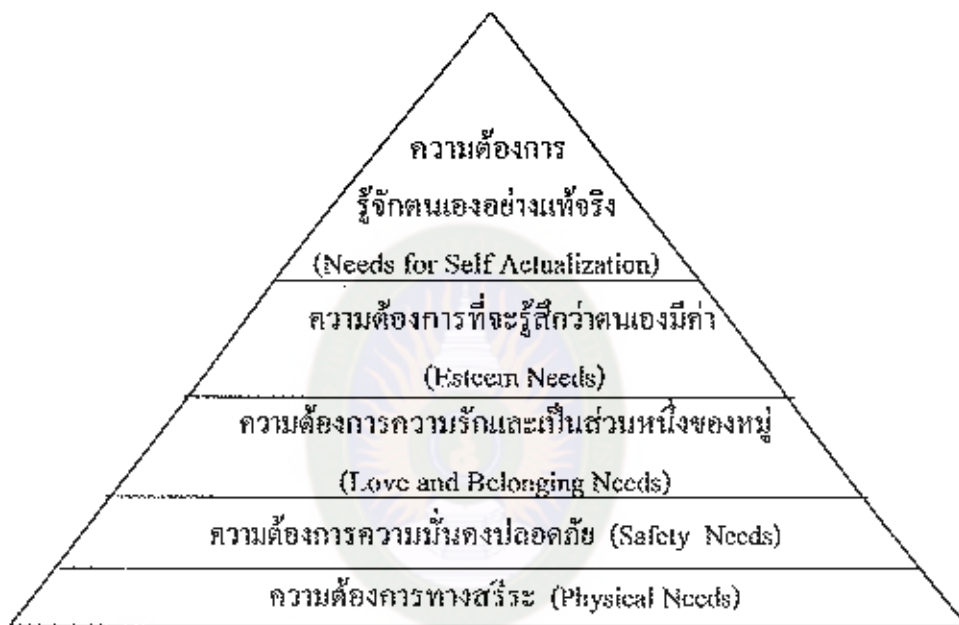 ความต้องการ
รู้จักตนเองอย่างแท้จริง
(Needs for Self Actualization)
ความต้องการที่จะรู้สึกว่าตนเองมีค่า
(Esteem Needs)
ความต้องการความรักและเป็นส่วนหนึ่งของหมู่
(Love and Belonging Needs)
ความต้องการความมั่นคงปลอดภัย (Safety Needs)
ความต้องการทางสรีระ (Physical Needs)